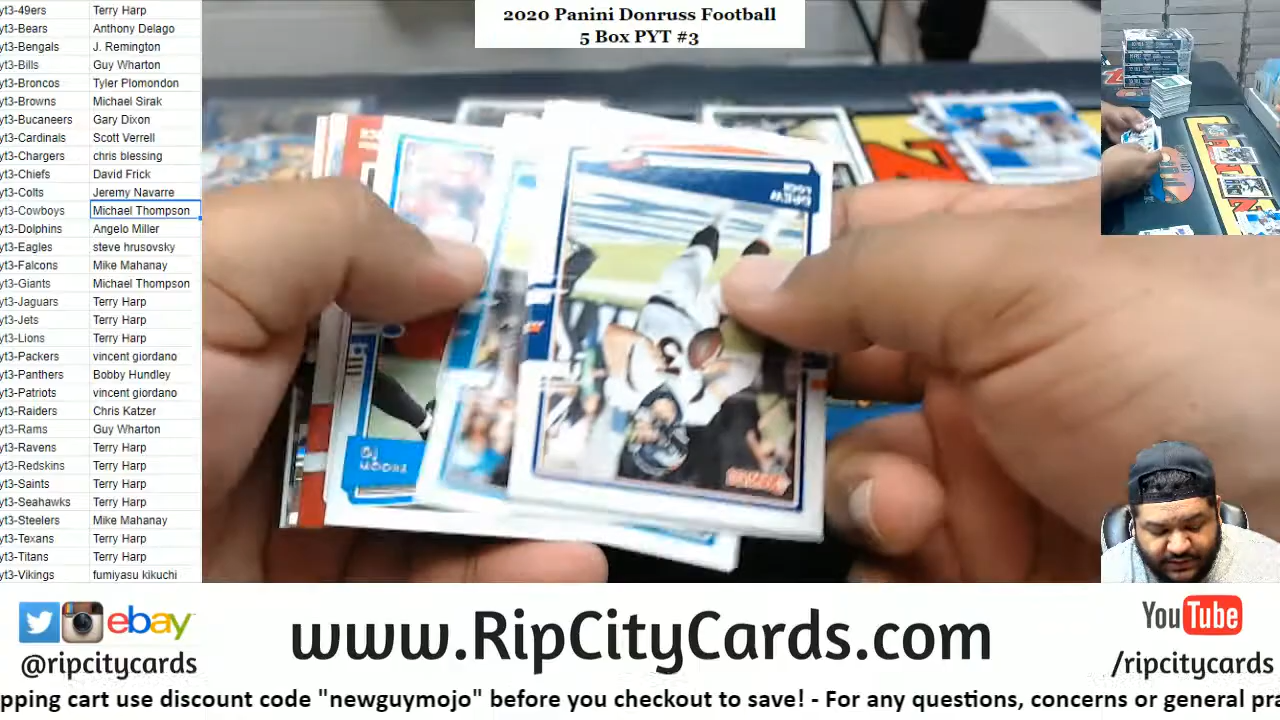 2020 Panini Donruss Football
5 Box PYT #3
yt3-49ers Terry Harp
yt3-Bears Anthony Delago
yt3-Bengals J. Remington
yt3-Bills Guy Wharton
yt3-Broncos Tyler Plomondon
yt3-Browns Michael Sirak
yt3-Bucaneers Gary Dixon
yt3-Cardinals Scott Verrell
yt3-Chargers chris blessing
yt3-Chiefs David Frick
yt3-Colts Jeremy Navarre
yt3-Cowboys Michael Thompson
yt3-Dolphins Angelo Miller
yt3-Eagles steve hrusovsky
yt3-Falcons Mike Mahanay
yt3-Giants Michael Thompson
yt3-Jaguars Terry Harp
yt3-Jets Terry Harp
yt3-Lions Terry Harp
yt3-Packers vincent giordano
yt3-Panthers Bobby Hundley
yt3-Patriots vincent giordano
yt3-Raiders Chris Katzer
yt3-Rams Guy Wharton
yt3-Ravens Terry Harp
yt3-Redskins Terry Harp
yt3-Saints Terry Harp
yt3-Seahawks Terry Harp
yt3-Steelers Mike Mahanay
yt3-Texans Terry Harp
yt3-Titans Terry Harp
yt3-Vikings fumiyasu kikuchi
DREW
LOCK
DJ
MOORE
ebay
@ripcitycards
www.RipCityCards.com
YouTube
/ripcitycards
pping cart use discount code "newguymojo" before you checkout to save! - For any questions, concerns or general pra